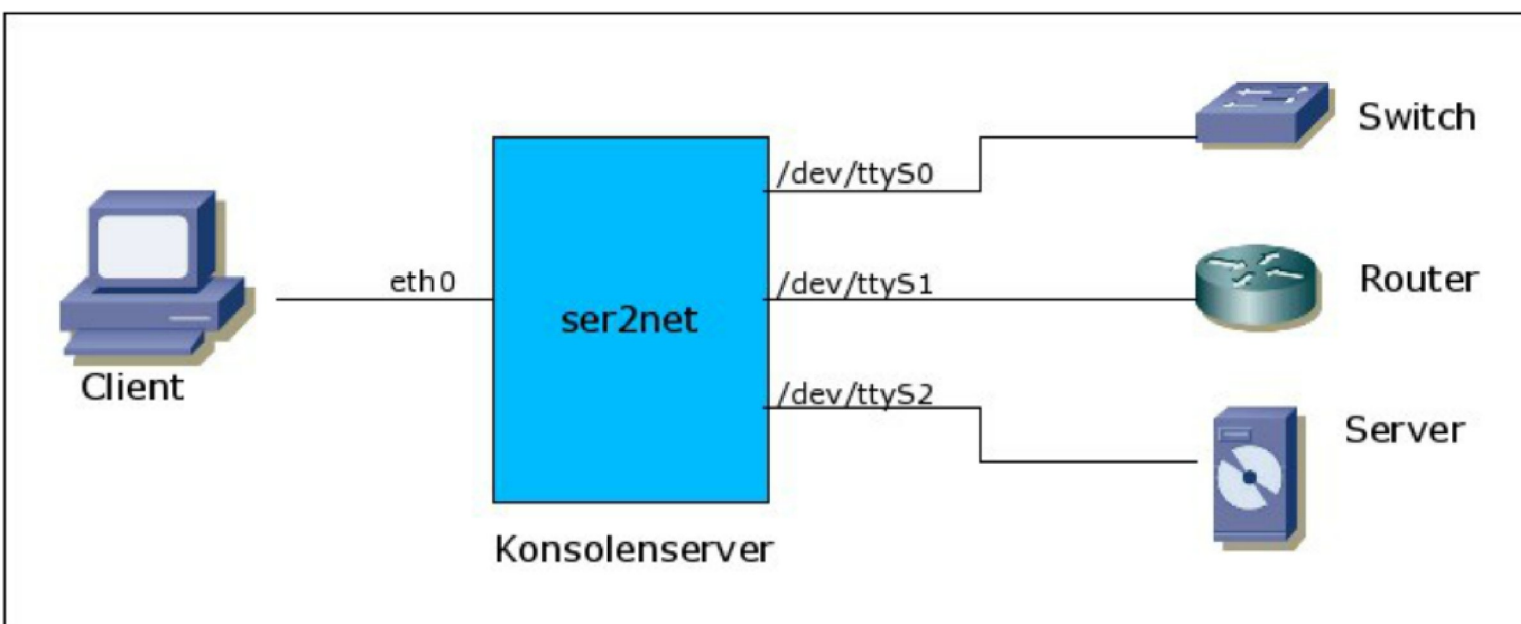 Switch
/dev/ttyS0
eth0
/dev/ttyS1
Router
ser2net
Client
/dev/ttyS2
Server
Konsolenserver